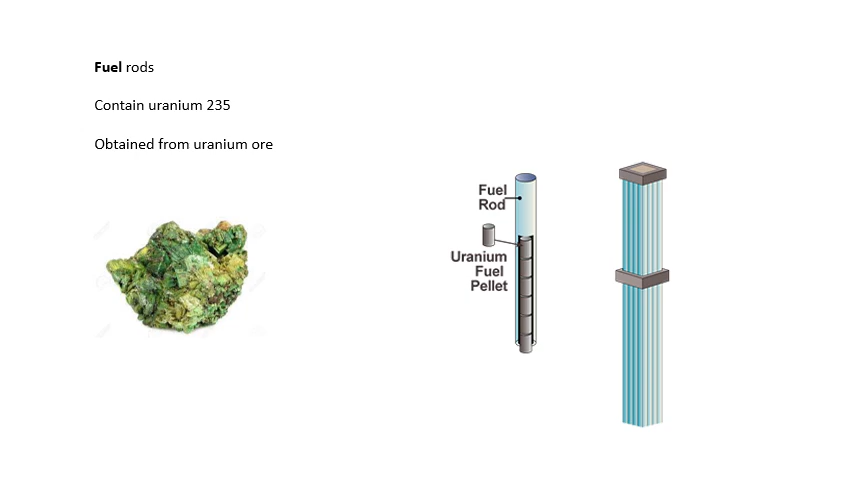 Fuel rods
Contain uranium 235
Obtained from uranium ore
Fuel
Rod
Uranium
Fuel
Pellet